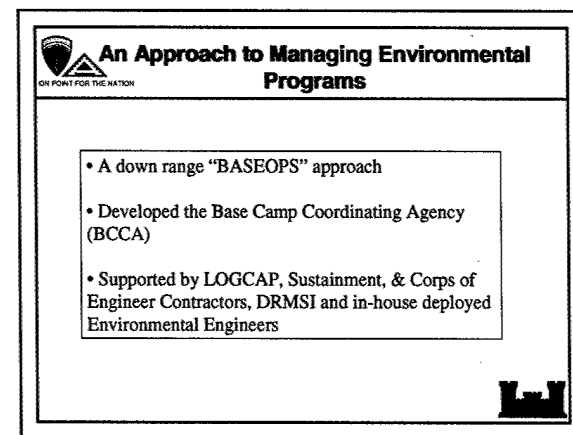 An Approach to Managing Environmental
Programs
ON POINT FOR THE NATION
• A down range “BASEOPS” approach
• Developed the Base Camp Coordinating Agency
(BCCA)
• Supported by LOGCAP, Sustainment, & Corps of
Engineer Contractors, DRMSI and in-house deployed
Environmental Engineers